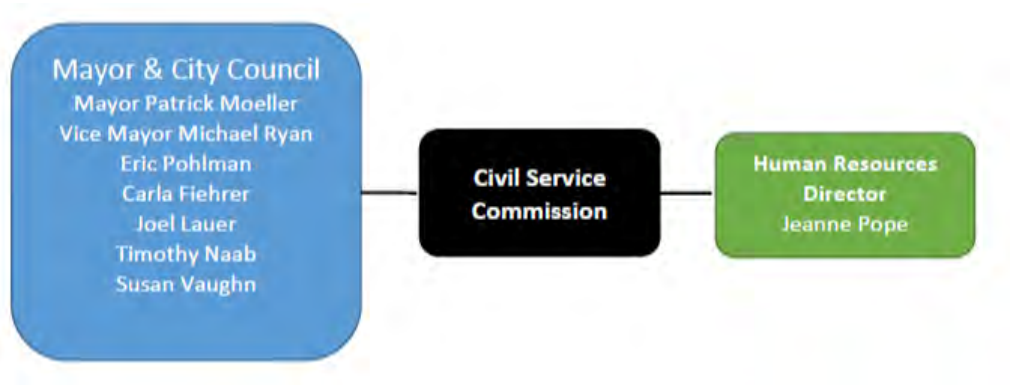 Mayor & City Council
Mayor Patrick Moeller
Vice Mayor Michael Ryan
Eric Pohlman
Carla Fiehrer
Joel Lauer
Timothy Naab
Susan Vaughn
Civil Service
Commission
Human Resources
Director
Jeanne Pope